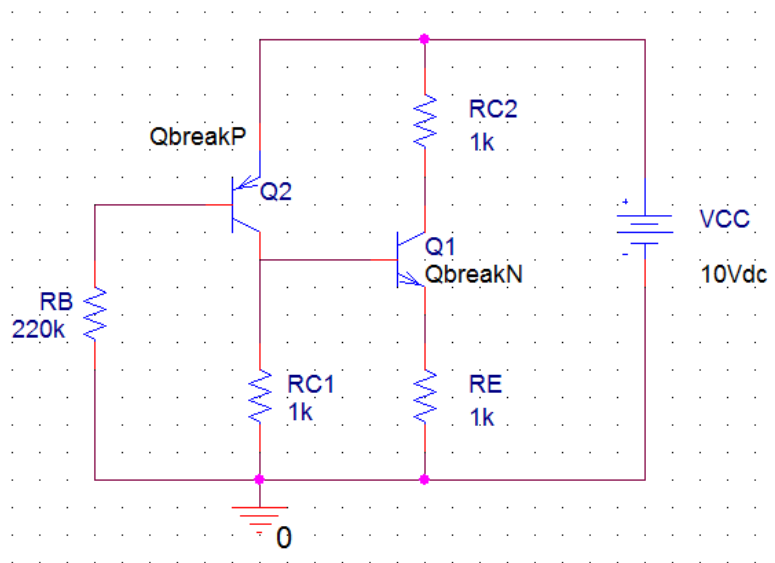 RC2
1k
QbreakP
Q2
VCC
10Vdc
Q1
QbreakN
RB
220k
RC1
1k
RE
1k
0